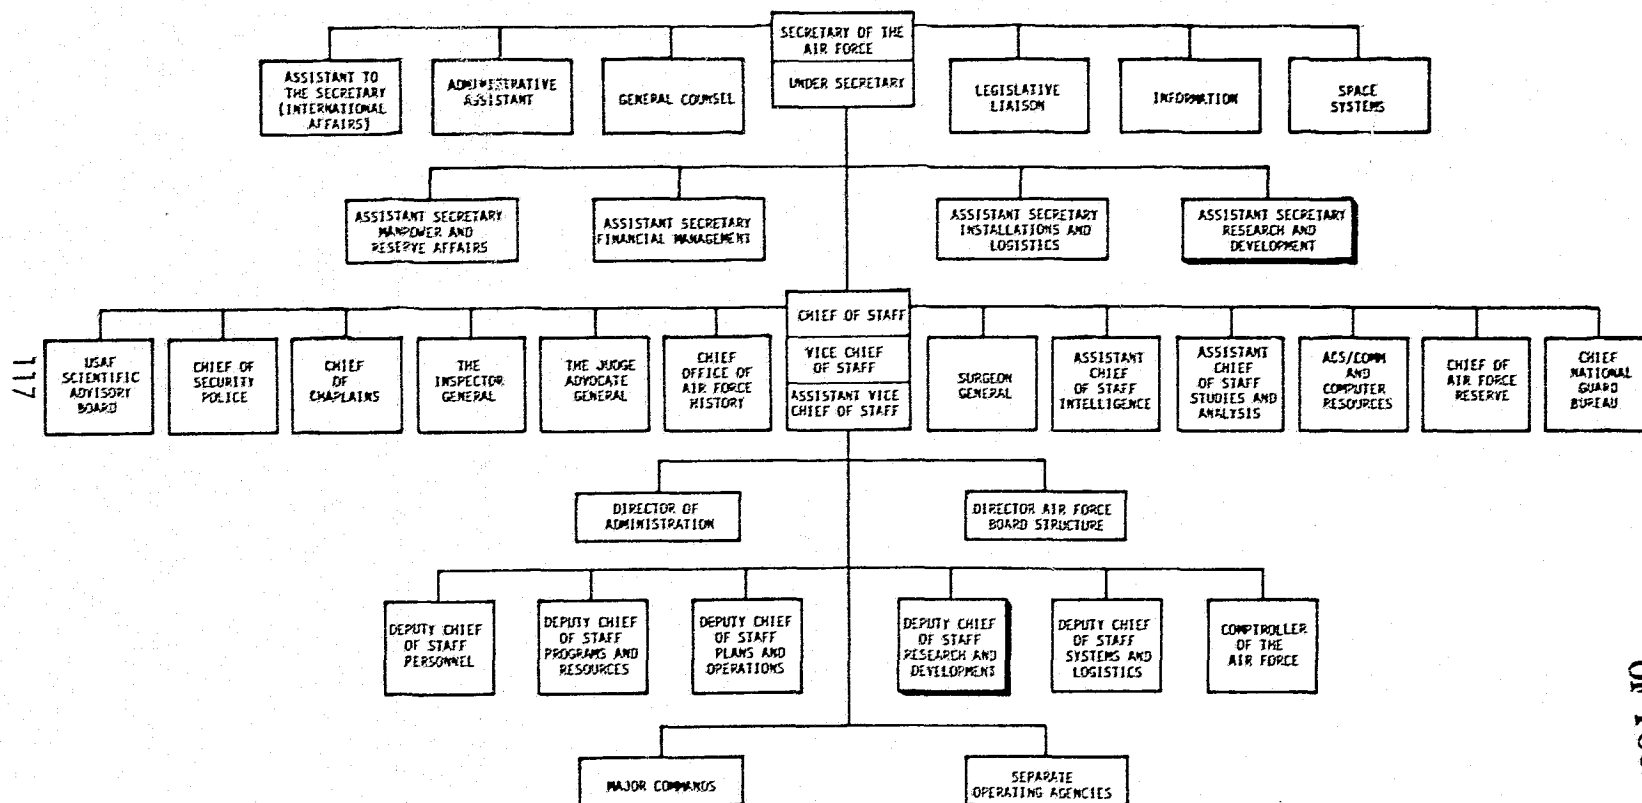 SECRETARY OF THE
AIR FORCE
UNDER SECRETARY
ASSISTANT TO
THE SECRETARY
(INTERNATIONAL
AFFAIRS)
ADMINISTRATIVE
ASSISTANT
GENERAL COUNSEL
LEGISLATIVE
LIAISON
INFORMATION
SPACE
SYSTEMS
ASSISTANT SECRETARY
MANPOWER AND
RESERVE AFFAIRS
ASSISTANT SECRETARY
FINANCIAL MANAGEMENT
ASSISTANT SECRETARY
INSTALLATIONS AND
LOGISTICS
ASSISTANT SECRETARY
RESEARCH AND
DEVELOPMENT
CHIEF OF STAFF
VICE CHIEF
OF STAFF
ASSISTANT VICE
CHIEF OF STAFF
USAF
SCIENTIFIC
ADVISORY
BOARD
CHIEF OF
SECURITY
POLICE
CHIEF
OF
CHAPLAINS
THE
INSPECTOR
GENERAL
THE JUDGE
ADVOCATE
GENERAL
CHIEF
OFFICE OF
AIR FORCE
HISTORY
SURGEON
GENERAL
ASSISTANT
CHIEF
OF STAFF
INTELLIGENCE
ASSISTANT
CHIEF
OF STAFF
STUDIES AND
ANALYSIS
ACS/COMM
AND
COMPUTER
RESOURCES
CHIEF OF
AIR FORCE
RESERVE
CHIEF
NATIONAL
GUARD
BUREAU
117
DIRECTOR OF
ADMINISTRATION
DIRECTOR AIR FORCE
BOARD STRUCTURE
DEPUTY CHIEF
OF STAFF
PERSONNEL
DEPUTY CHIEF
OF STAFF
PROGRAMS AND
RESOURCES
DEPUTY CHIEF
OF STAFF
PLANS AND
OPERATIONS
DEPUTY CHIEF
OF STAFF
RESEARCH AND
DEVELOPMENT
DEPUTY CHIEF
OF STAFF
SYSTEMS AND
LOGISTICS
COMPTROLLER
OF THE
AIR FORCE
MAJOR COMMANDS
SEPARATE
OPERATING AGENCIES